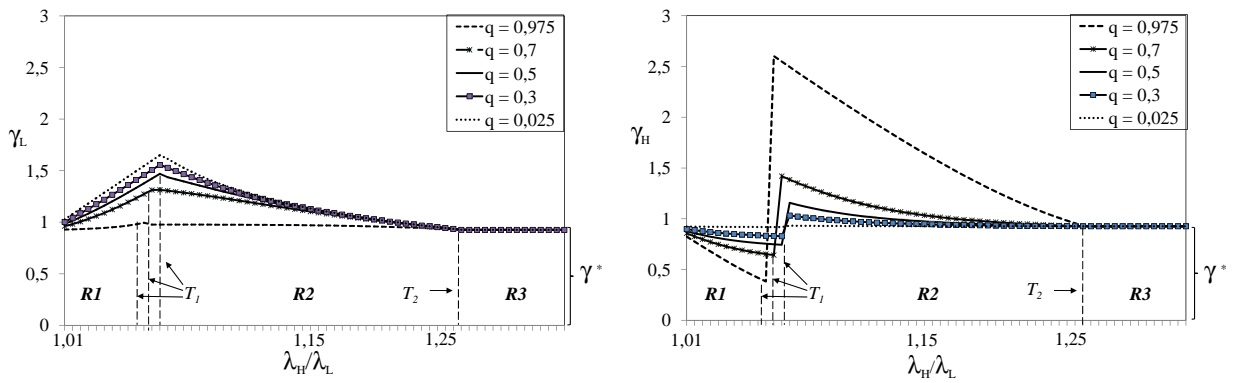 3
2,5
2
γL
1,5
1
0,5
0
q = 0,975
q = 0,7
q = 0,5
q = 0,3
q = 0,025
R1
T1
R2
T2
R3
γ*
1,01
1,15
1,25
λH/λL
3
2,5
2
γH
1,5
1
0,5
0
q = 0,975
q = 0,7
q = 0,5
q = 0,3
q = 0,025
R1
T1
R2
T2
R3
γ*
1,01
1,15
1,25
λH/λL